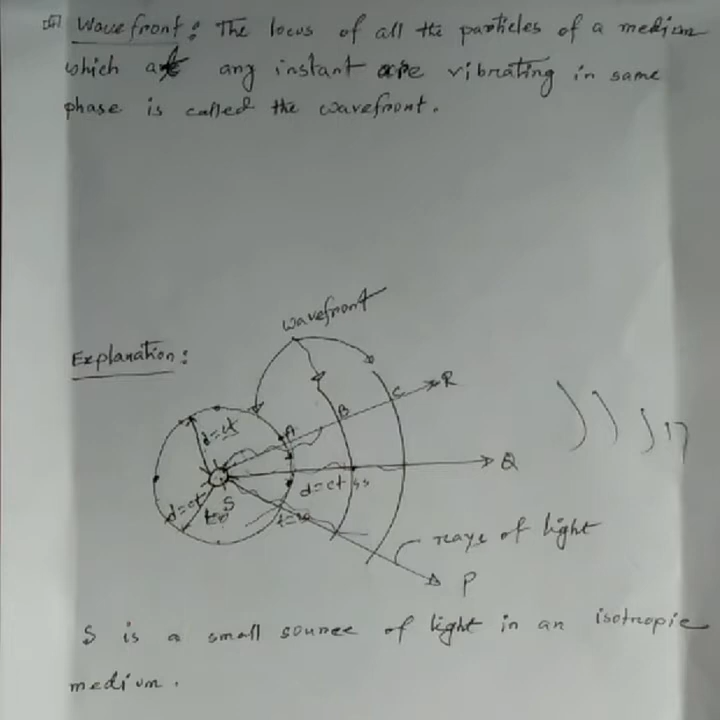 Wavefront: The locus of all the particles of a medium
which at any instant are vibrating in same
phase is called the wavefront.
wavefront
Explanation:
R
C
B
A
d=ct
Q
d=ct
d=ct
S
t=0
rays of light
P
S is a small source of light in an isotropic
medium.